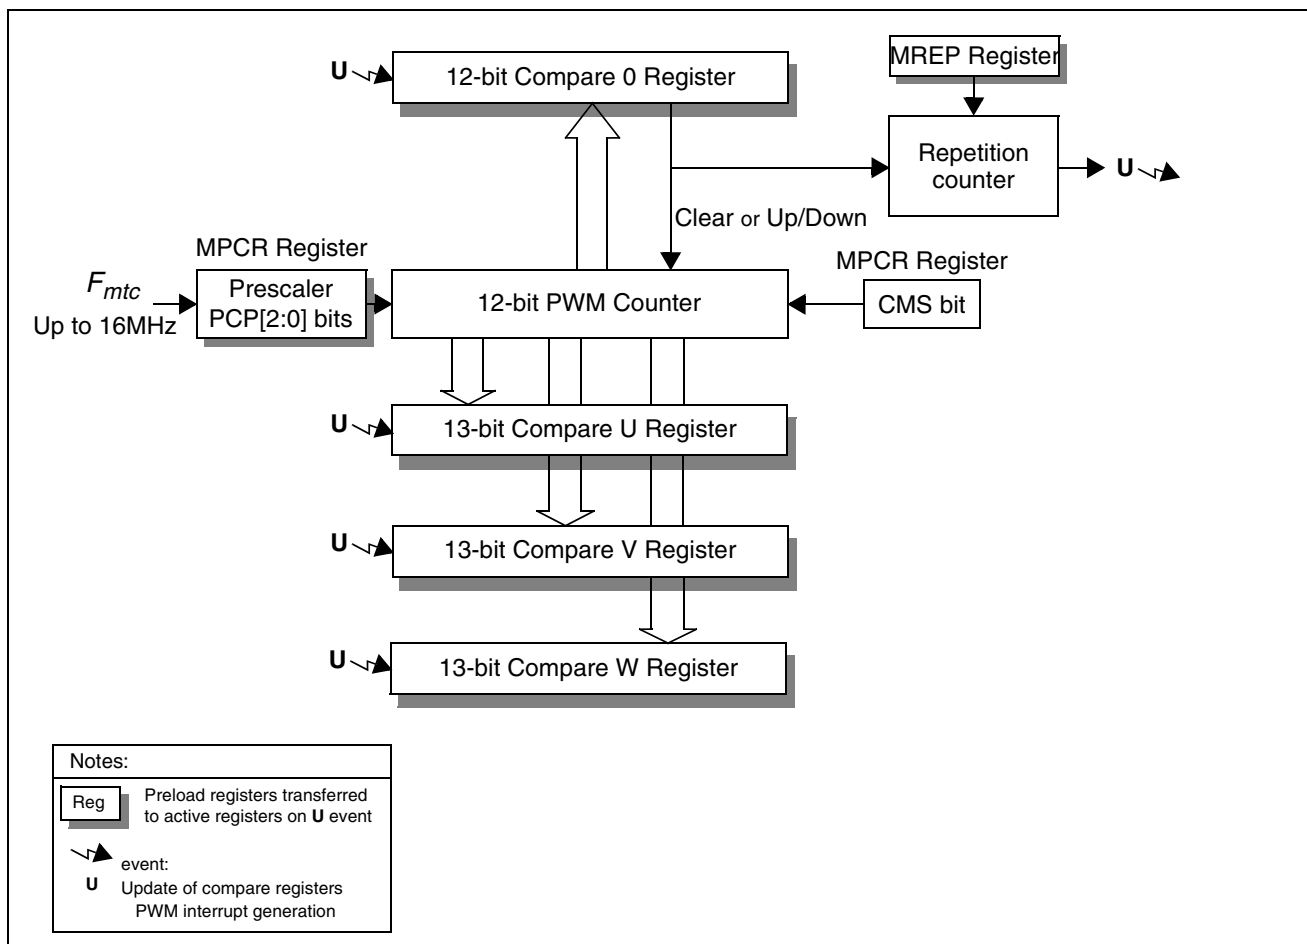 U
12-bit Compare 0 Register
MREP Register
Repetition
counter
U
Clear or Up/Down
MPCR Register
Fmtc
Up to 16MHz
Prescaler
PCP[2:0] bits
12-bit PWM Counter
MPCR Register
CMS bit
U
13-bit Compare U Register
U
13-bit Compare V Register
U
13-bit Compare W Register
Notes:
Reg
Preload registers transferred
to active registers on U event
event:
U
Update of compare registers
PWM interrupt generation